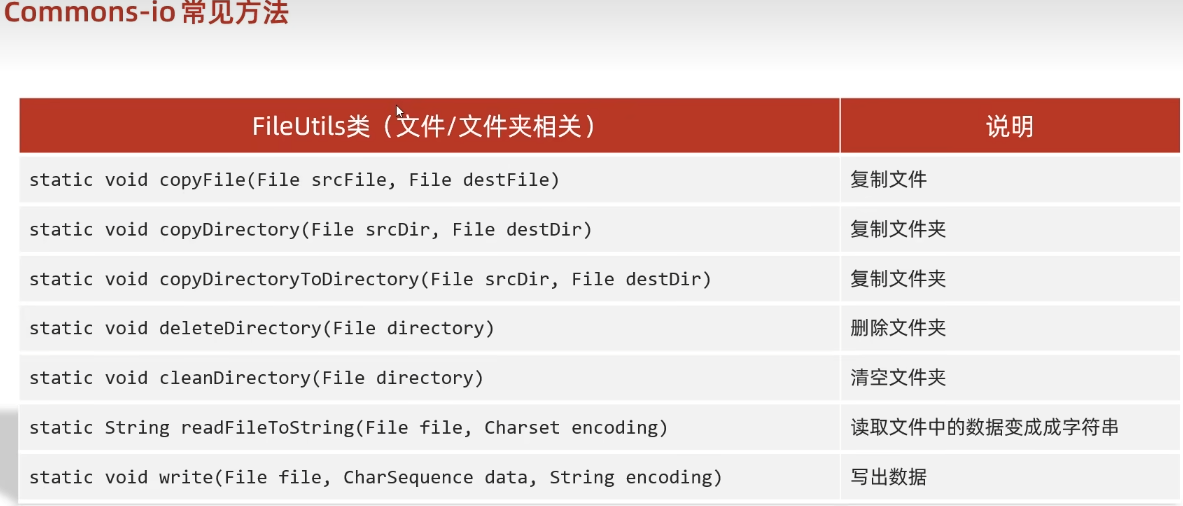 Commons-io 常见方法
FileUtils类（文件/文件夹相关） 说明
static void copyFile(File srcFile, File destFile) 复制文件
static void copyDirectory(File srcDir, File destDir) 复制文件夹
static void copyDirectoryToDirectory(File srcDir, File destDir) 复制文件夹
static void deleteDirectory(File directory) 删除文件夹
static void cleanDirectory(File directory) 清空文件夹
static String readFileToString(File file, Charset encoding) 读取文件中的数据变成成字符串
static void write(File file, CharSequence data, String encoding) 写出数据